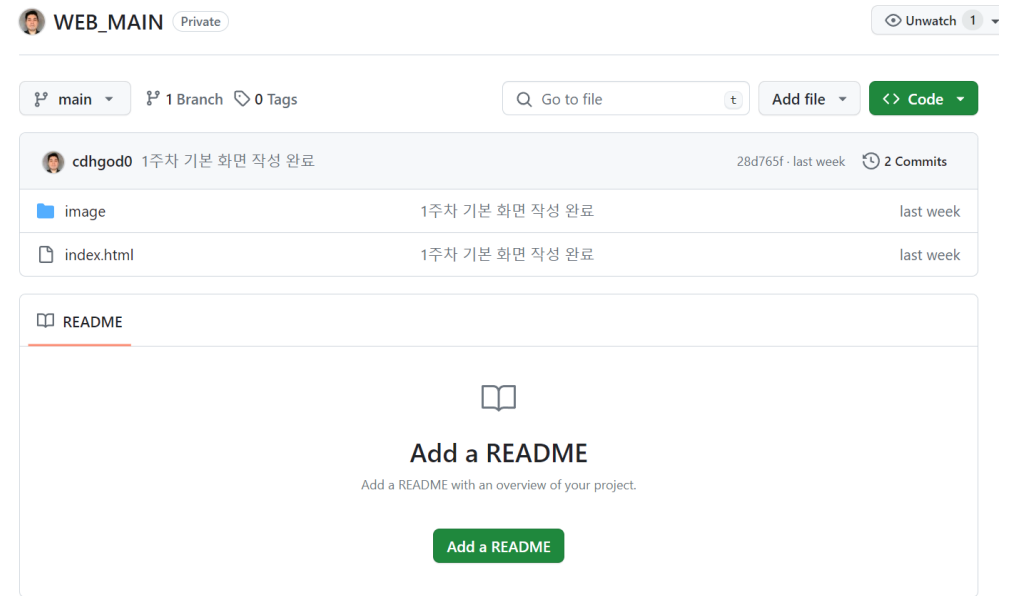 WEB_MAIN Private Unwatch 1
main 1 Branch 0 Tags Go to file t Add file Code
cdhgod0 1주차 기본 화면 작성 완료 28d765f · last week 2 Commits
image 1주차 기본 화면 작성 완료 last week
index.html 1주차 기본 화면 작성 완료 last week
README
Add a README
Add a README with an overview of your project.
Add a README